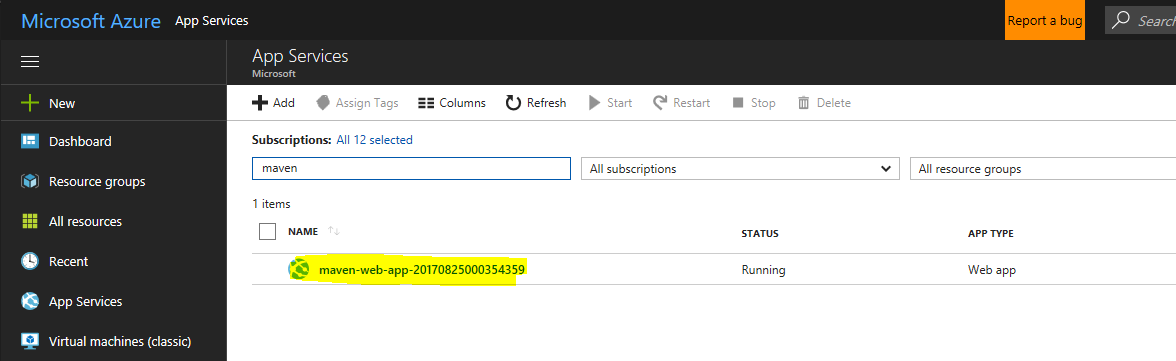 Microsoft Azure App Services Report a bug Search
App Services
Microsoft
New
Add Assign Tags Columns Refresh Start Restart Stop Delete
Dashboard
Subscriptions: All 12 selected
Resource groups
maven All subscriptions All resource groups
All resources
1 items
NAME STATUS APP TYPE
Recent
maven-web-app-20170825000354359 Running Web app
App Services
Virtual machines (classic)